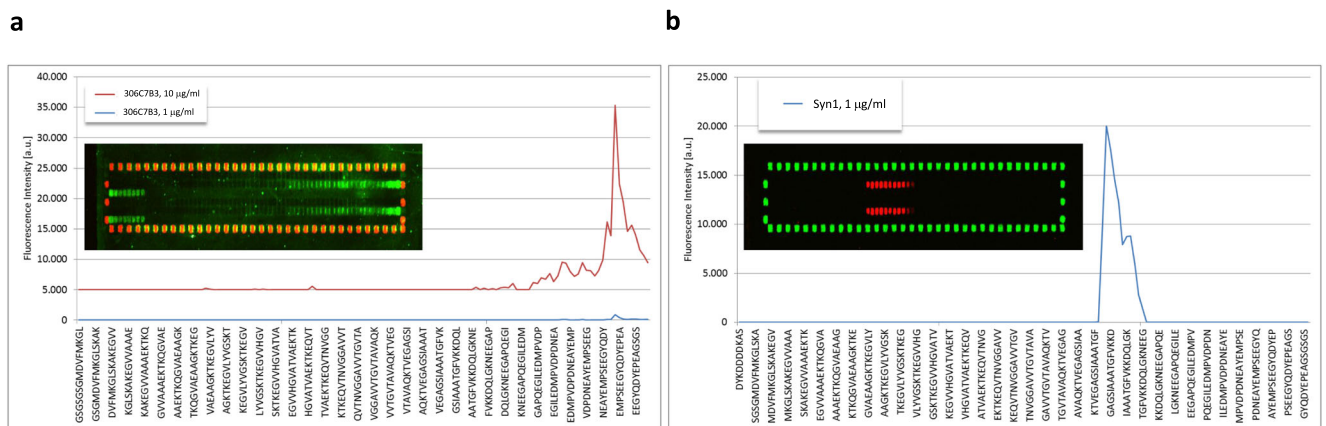 a
40.000
35.000
30.000
25.000
20.000
15.000
10.000
5.000
0
Fluorescence Intensity [a.u.]
306C7B3, 10 µg/ml
306C7B3, 1 µg/ml
GSGSGSGMDVFMKGL
GSGMDVFMKGLSKAK
DVFMKGLSKAKEGVV
KGLSKAKEGVVAAAE
KAKEGVVAAAEKTKQ
GVVAAAEKTKQGVAE
AAEKTKQGVAEAAGK
TKQGVAEAAGKTKEG
VAEAAGKTKEGVLYV
AGKTKEGVLYVGSKT
KEGVLYVGSKTKEGV
LYVGSKTKEGVVHGV
SKTKEGVVHGVATVA
EGVVHGVATVAEKTK
HGVATVAEKTKEQVT
TVAEKTKEQVTNVGG
KTKEQVTNVGGAVVT
QVTNVGGAVVTGVTA
VGGAVVTGVTAVAQK
VVTGVTAVAQKTVEG
VTAVAQKTVEGAGSI
AQKTVEGAGSIAAAT
VEGAGSIAAATGFVK
GSIAAATGFVKKDQL
AATGFVKKDQLGKNE
FVKKDQLGKNEEGAP
DQLGKNEEGAPQEGI
KNEEGAPQEGILEDM
GAPQEGILEDMPVDP
EGILEDMPVDPDNEA
EDMPVDPDNEAYEMP
VDPDNEAYEMPSEEG
NEAYEMPSEEGYQDY
EMPSEEGYQDYEPEA
EEGYQDYEPEAGSGS
b
25.000
20.000
15.000
10.000
5.000
0
Fluorescence Intensity [a.u.]
Syn1, 1 µg/ml
DYKDDDDKAS
SGSGMDVFMKGLSKA
MDVFMKGLSKAKEGV
MKGLSKAKEGVVAAA
SKAKEGVVAAAEKTK
EGVVAAAEKTKQGVA
AAAEKTKQGVAEAAG
KTKQGVAEAAGKTKE
GVAEAAGKTKEGVLY
AAGKTKEGVLYVGSK
TKEGVLYVGSKTKEG
VLYVGSKTKEGVVHG
GSKTKEGVVHGVATV
KEGVVHGVATVAEKT
VHGVATVAEKTKEQV
ATVAEKTKEQVTNVG
EKTKEQVTNVGGAVV
KEQVTNVGGAVVTGV
TNVGGAVVTGVTAVA
GAVVTGVTAVAQKTV
TGVTAVAQKTVEGAG
AVAQKTVEGAGSIAA
KTVEGAGSIAAATGF
GAGSIAAATGFVKKD
IAAATGFVKKDQLGK
TGFVKKDQLGKNEEG
KKDQLGKNEEGAPQE
LGKNEEGAPQEGILE
EEGAPQEGILEDMPV
PQEGILEDMPVDPDN
ILEDMPVDPDNEAYE
MPVDPDNEAYEMPSE
PDNEAYEMPSEEGYQ
AYEMPSEEGYQDYEP
PSEEGYQDYEPEAGS
GYQDYEPEAGSGSGS